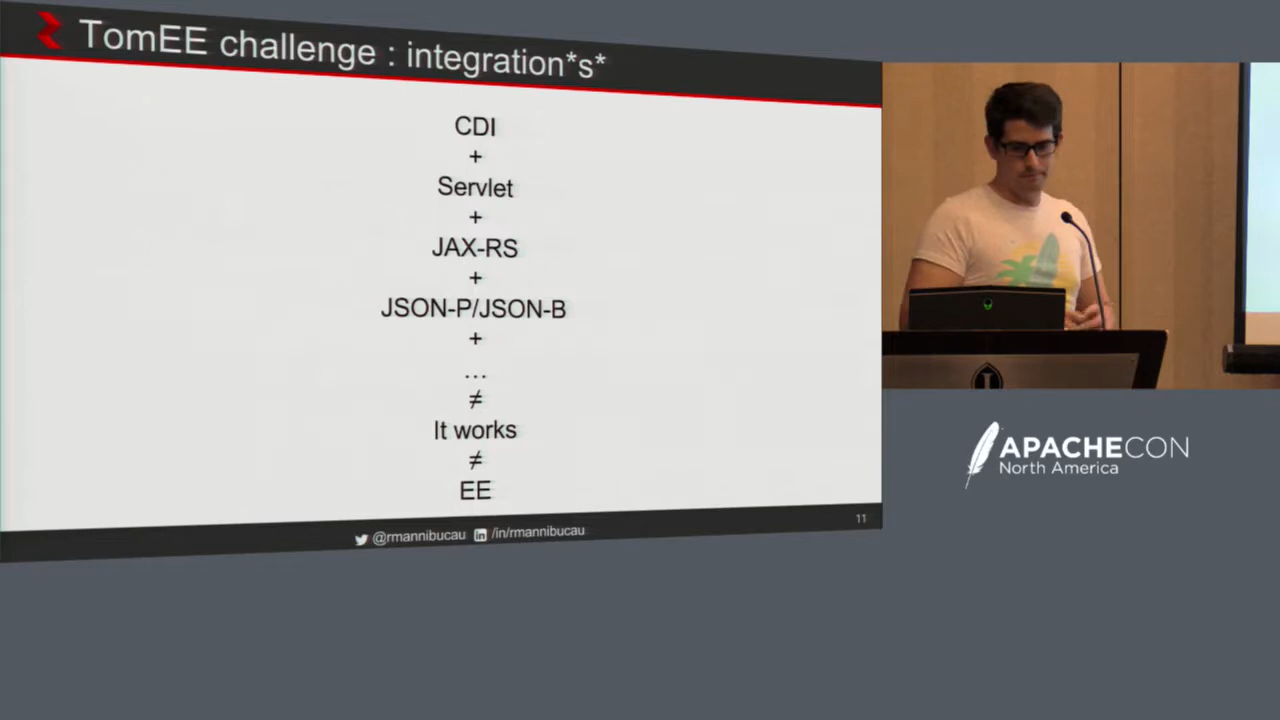 TomEE challenge : integration*s*
CDI
+
Servlet
+
JAX-RS
+
JSON-P/JSON-B
+
...
≠
It works
≠
EE
@rmannibucau /in/rmannibucau
11
APACHECON
North America